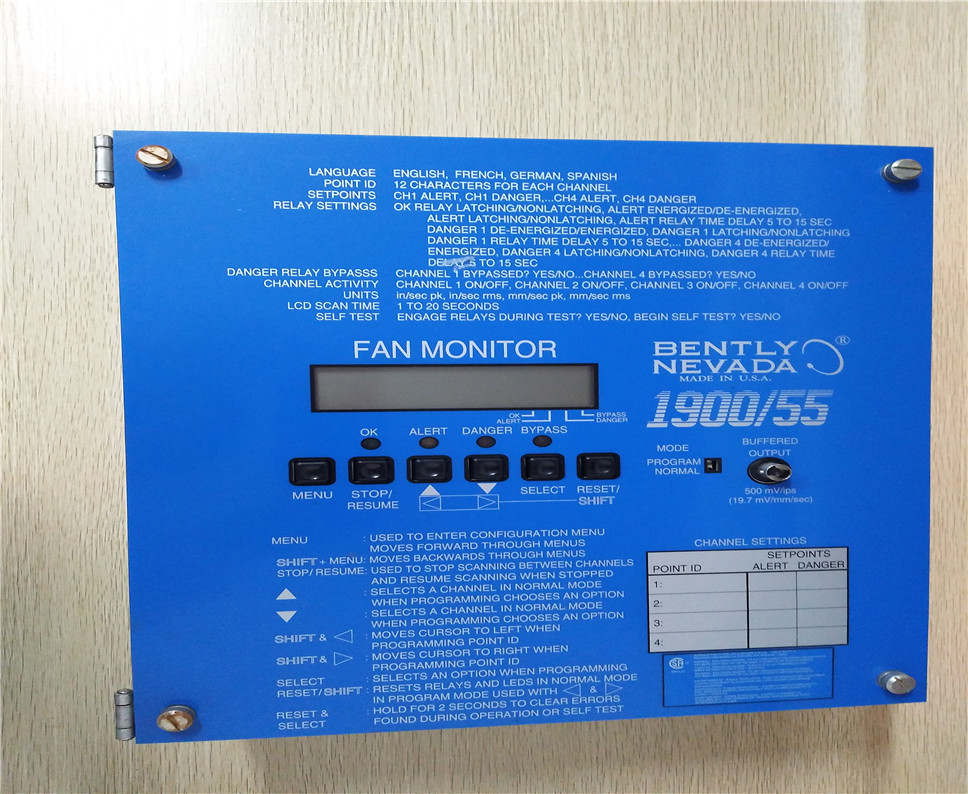 LANGUAGE ENGLISH, FRENCH, GERMAN, SPANISH
POINT ID 12 CHARACTERS FOR EACH CHANNEL
SETPOINTS CH1 ALERT, CH1 DANGER,...CH4 ALERT, CH4 DANGER
RELAY SETTINGS OK RELAY LATCHING/NONLATCHING, ALERT ENERGIZED/DE-ENERGIZED,
ALERT LATCHING/NONLATCHING, ALERT RELAY TIME DELAY 5 TO 15 SEC
DANGER 1 DE-ENERGIZED/ENERGIZED, DANGER 1 LATCHING/NONLATCHING
DANGER 1 RELAY TIME DELAY 5 TO 15 SEC,... DANGER 4 DE-ENERGIZED/
ENERGIZED, DANGER 4 LATCHING/NONLATCHING, DANGER 4 RELAY TIME
DELAY 5 TO 15 SEC
DANGER RELAY BYPASSS CHANNEL 1 BYPASSED? YES/NO...CHANNEL 4 BYPASSED? YES/NO
CHANNEL ACTIVITY CHANNEL 1 ON/OFF, CHANNEL 2 ON/OFF, CHANNEL 3 ON/OFF, CHANNEL 4 ON/OFF
UNITS in/sec pk, in/sec rms, mm/sec pk, mm/sec rms
LCD SCAN TIME 1 TO 20 SECONDS
SELF TEST ENGAGE RELAYS DURING TEST? YES/NO, BEGIN SELF TEST? YES/NO
FAN MONITOR
BENTLY ®
NEVADA
MADE IN U.S.A.
1900/55
OK BYPASS
ALERT DANGER
OK ALERT DANGER BYPASS
MENU STOP/ SELECT RESET/
RESUME SHIFT
MODE
PROGRAM
NORMAL
BUFFERED
OUTPUT
500 mV/ips
(19.7 mV/mm/sec)
MENU : USED TO ENTER CONFIGURATION MENU
MOVES FORWARD THROUGH MENUS
SHIFT + MENU: MOVES BACKWARDS THROUGH MENUS
STOP/RESUME: USED TO STOP SCANNING BETWEEN CHANNELS
AND RESUME SCANNING WHEN STOPPED
▲ : SELECTS A CHANNEL IN NORMAL MODE
WHEN PROGRAMMING CHOOSES AN OPTION
▼ : SELECTS A CHANNEL IN NORMAL MODE
WHEN PROGRAMMING CHOOSES AN OPTION
SHIFT & ◁ : MOVES CURSOR TO LEFT WHEN
PROGRAMMING POINT ID
SHIFT & ▷ : MOVES CURSOR TO RIGHT WHEN
PROGRAMMING POINT ID
SELECT : SELECTS AN OPTION WHEN PROGRAMMING
RESET/SHIFT : RESETS RELAYS AND LEDS IN NORMAL MODE
IN PROGRAM MODE USED WITH ◁ & ▷
RESET & : HOLD FOR 2 SECONDS TO CLEAR ERRORS
SELECT FOUND DURING OPERATION OR SELF TEST
CHANNEL SETTINGS
SETPOINTS
POINT ID ALERT DANGER
1:
2:
3:
4: